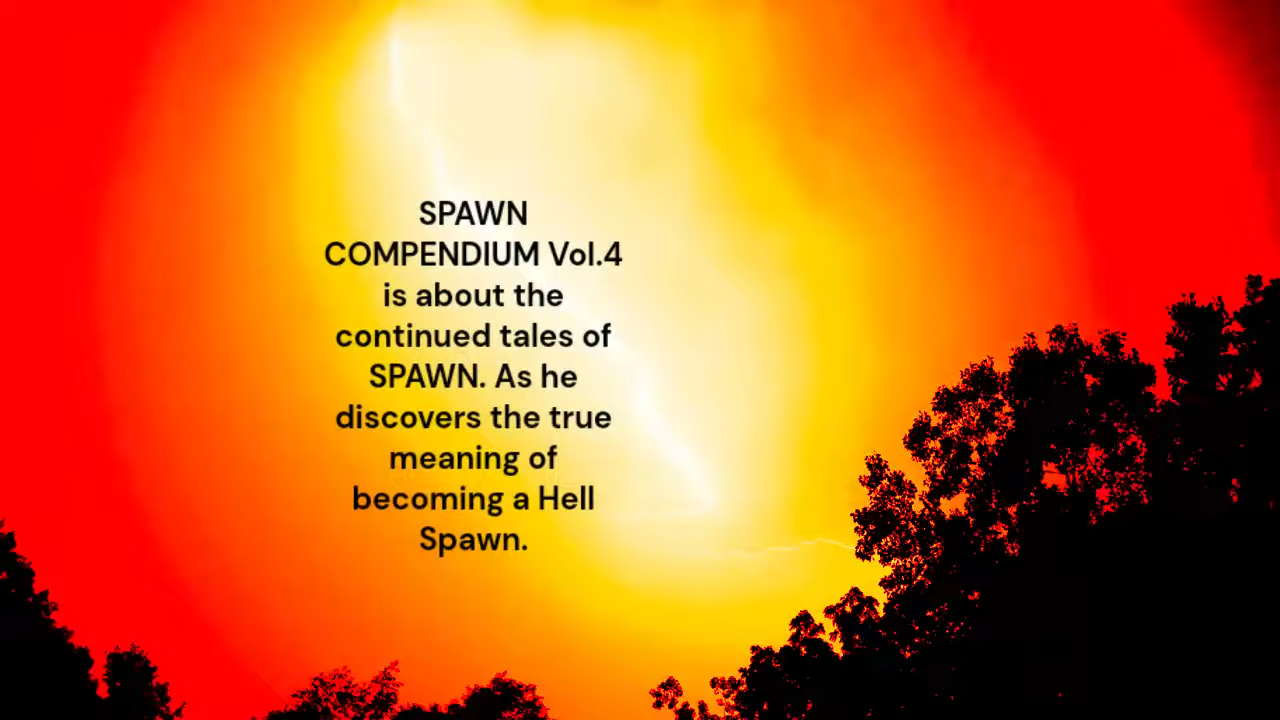 SPAWN
COMPENDIUM Vol.4
is about the
continued tales of
SPAWN. As he
discovers the true
meaning of
becoming a Hell
Spawn.